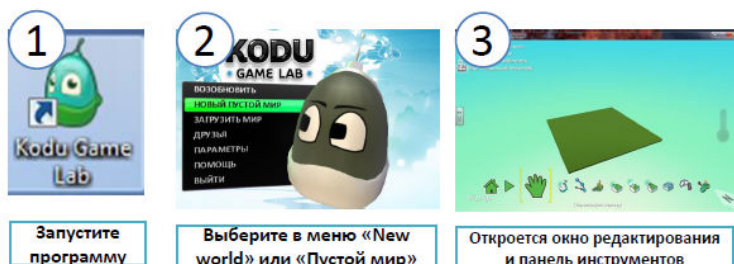 1
2
3
Kodu Game
Lab
KODU
• GAME LAB •
ВОЗОБНОВИТЬ
НОВЫЙ ПУСТОЙ МИР
ЗАГРУЗИТЬ МИР
ДРУЗЬЯ
ПАРАМЕТРЫ
ПОМОЩЬ
ВЫЙТИ
Запустите
программу
Выберите в меню «New
world» или «Пустой мир»
Откроется окно редактирования
и панель инструментов